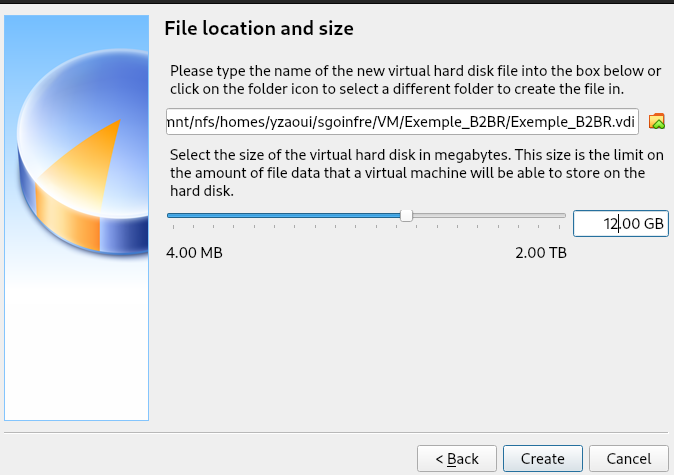 File location and size
Please type the name of the new virtual hard disk file into the box below or
click on the folder icon to select a different folder to create the file in.
mnt/nfs/homes/yzaoui/sgoinfre/VM/Exemple_B2BR/Exemple_B2BR.vdi
Select the size of the virtual hard disk in megabytes. This size is the limit on
the amount of file data that a virtual machine will be able to store on the
hard disk.
12.00 GB
4.00 MB 2.00 TB
< Back Create Cancel